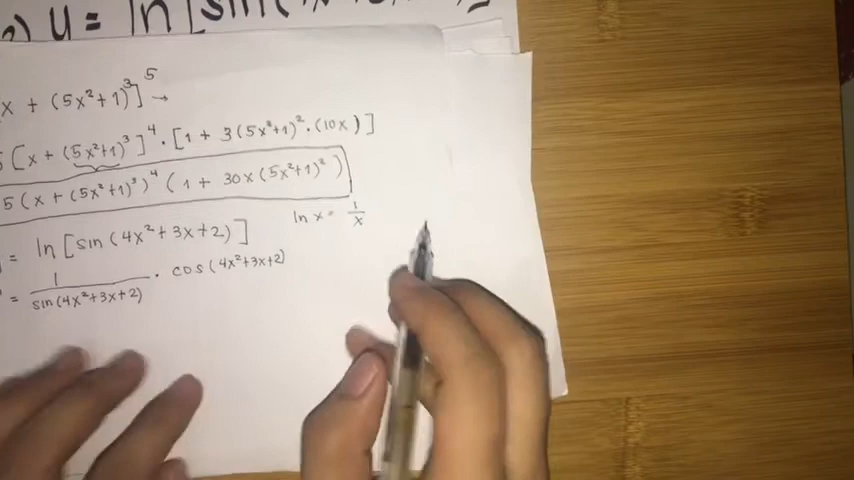 u = ln [sin(
x + (5x²+1)³]⁵ →
5 [x + (5x²+1)³]⁴ · [1 + 3(5x²+1)² · (10x)]
5 (x + (5x²+1)³)⁴ (1 + 30x (5x²+1)²)
ln x = 1/x
= ln [sin (4x² + 3x + 2)]
= 1/sin(4x²+3x+2) · cos(4x²+3x+2)